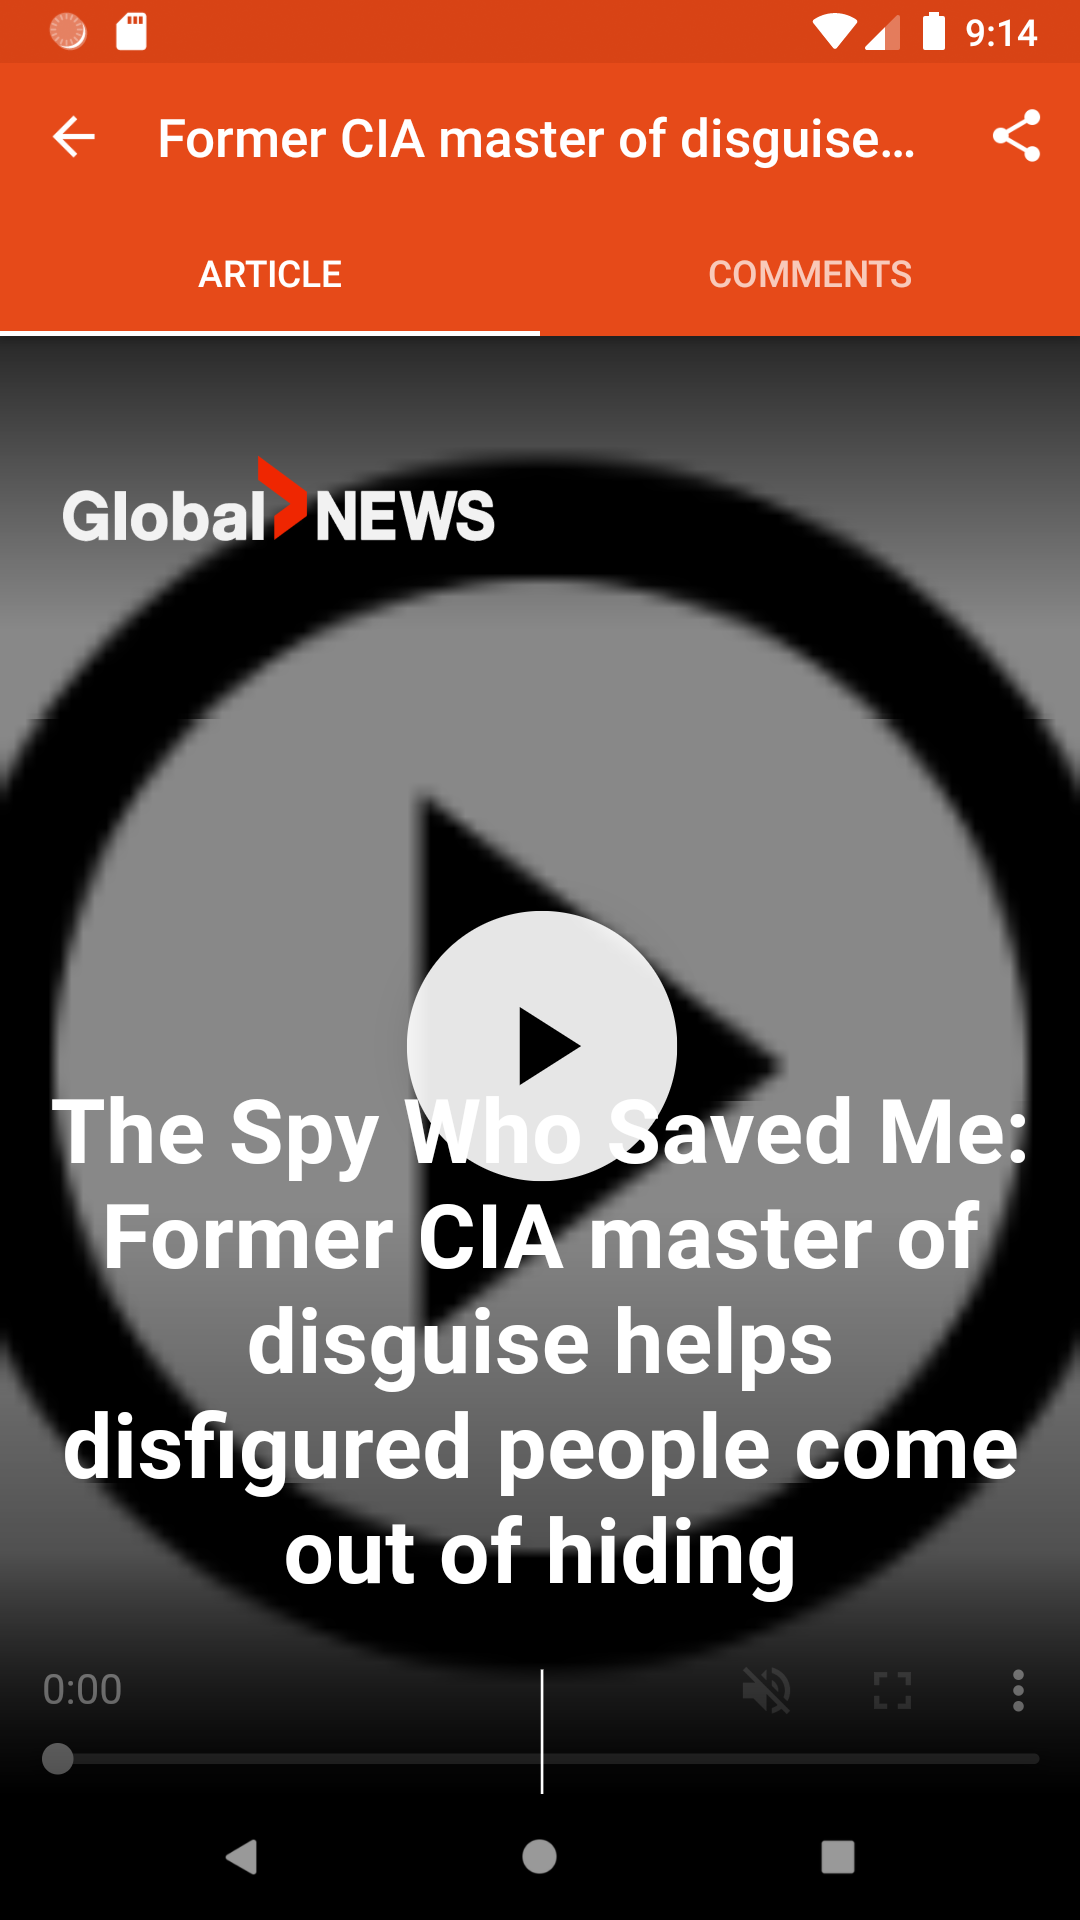 9:14
Former CIA master of disguise...
ARTICLE
COMMENTS
Global NEWS
The Spy Who Saved Me:
Former CIA master of
disguise helps
disfigured people come
out of hiding
0:00